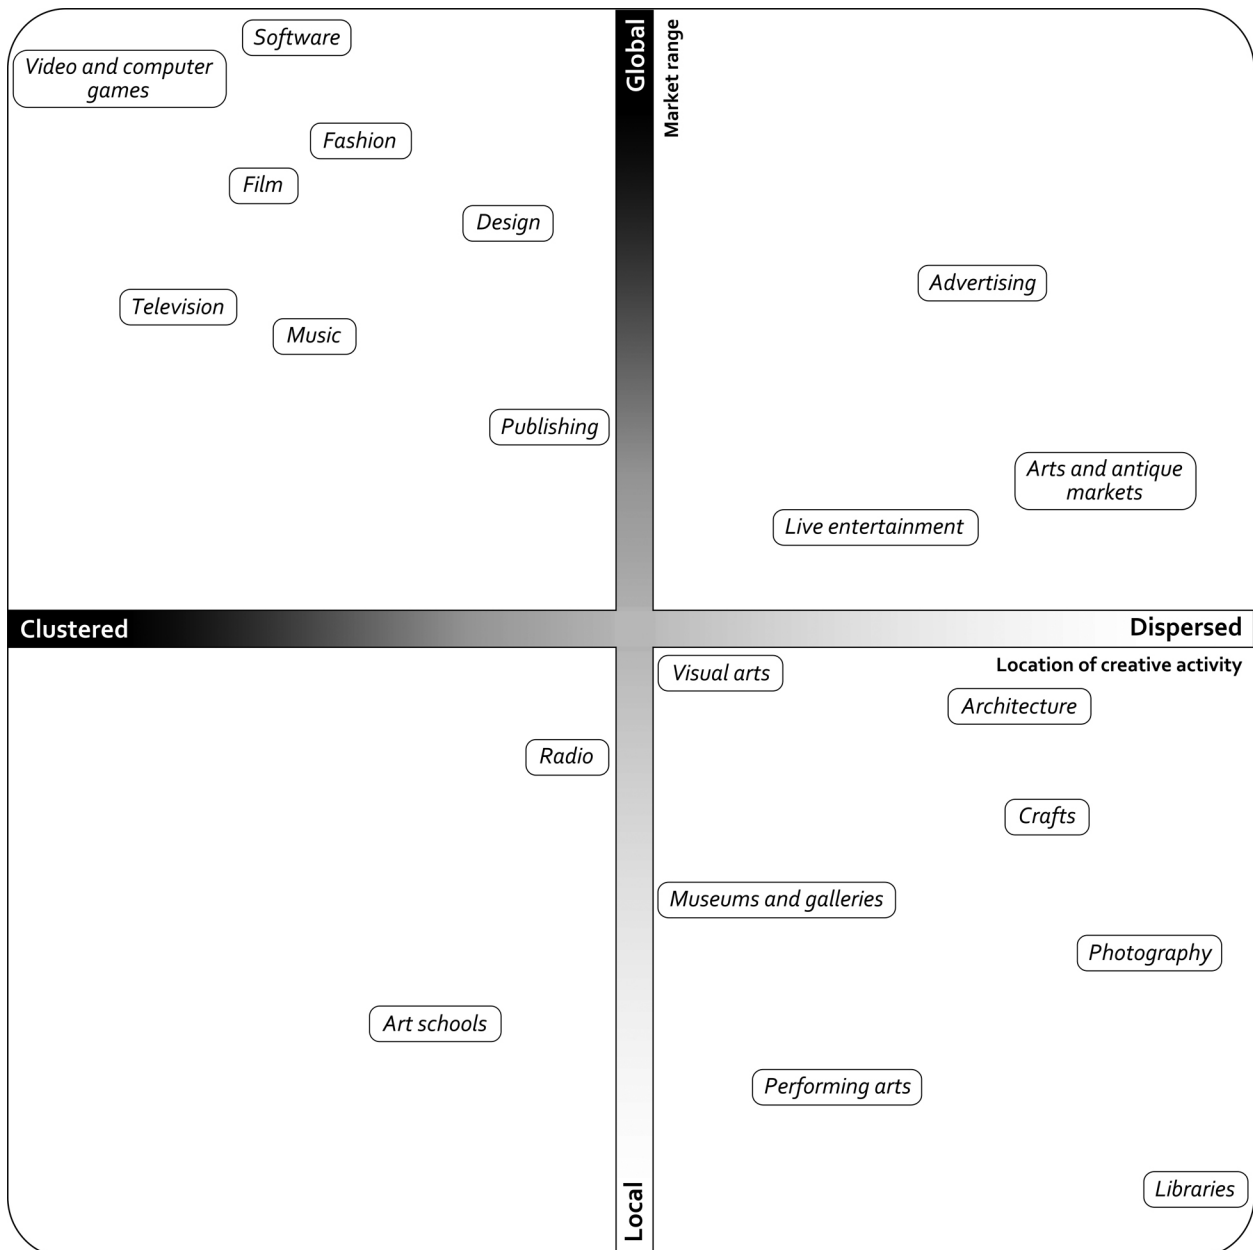 Software
Video and computer
games
Fashion
Film
Design
Television
Music
Publishing
Global
Market range
Advertising
Arts and antique
markets
Live entertainment
Clustered
Dispersed
Location of creative activity
Radio
Art schools
Visual arts
Architecture
Crafts
Museums and galleries
Photography
Performing arts
Libraries
Local